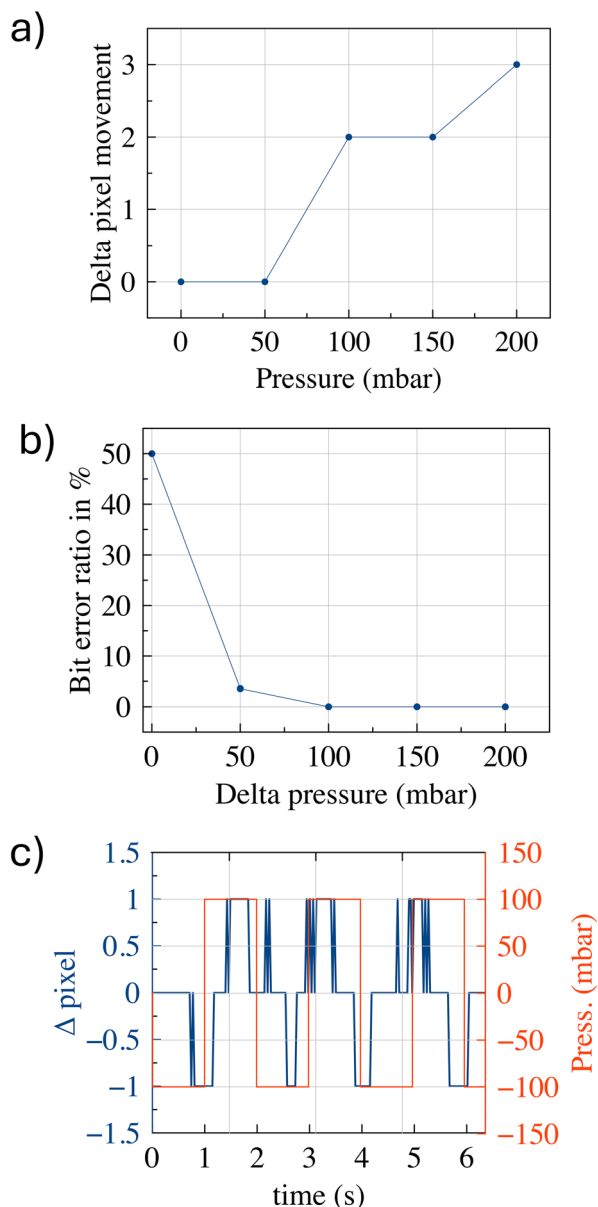 a)
Delta pixel movement
3
2
1
0
0 50 100 150 200
Pressure (mbar)
b)
Bit error ratio in %
50
40
30
20
10
0
0 50 100 150 200
Delta pressure (mbar)
c)
Δ pixel
1.5 150
1 100
0.5 50
0 0
−0.5 −50
−1 −100
−1.5 −150
Press. (mbar)
0 1 2 3 4 5 6
time (s)